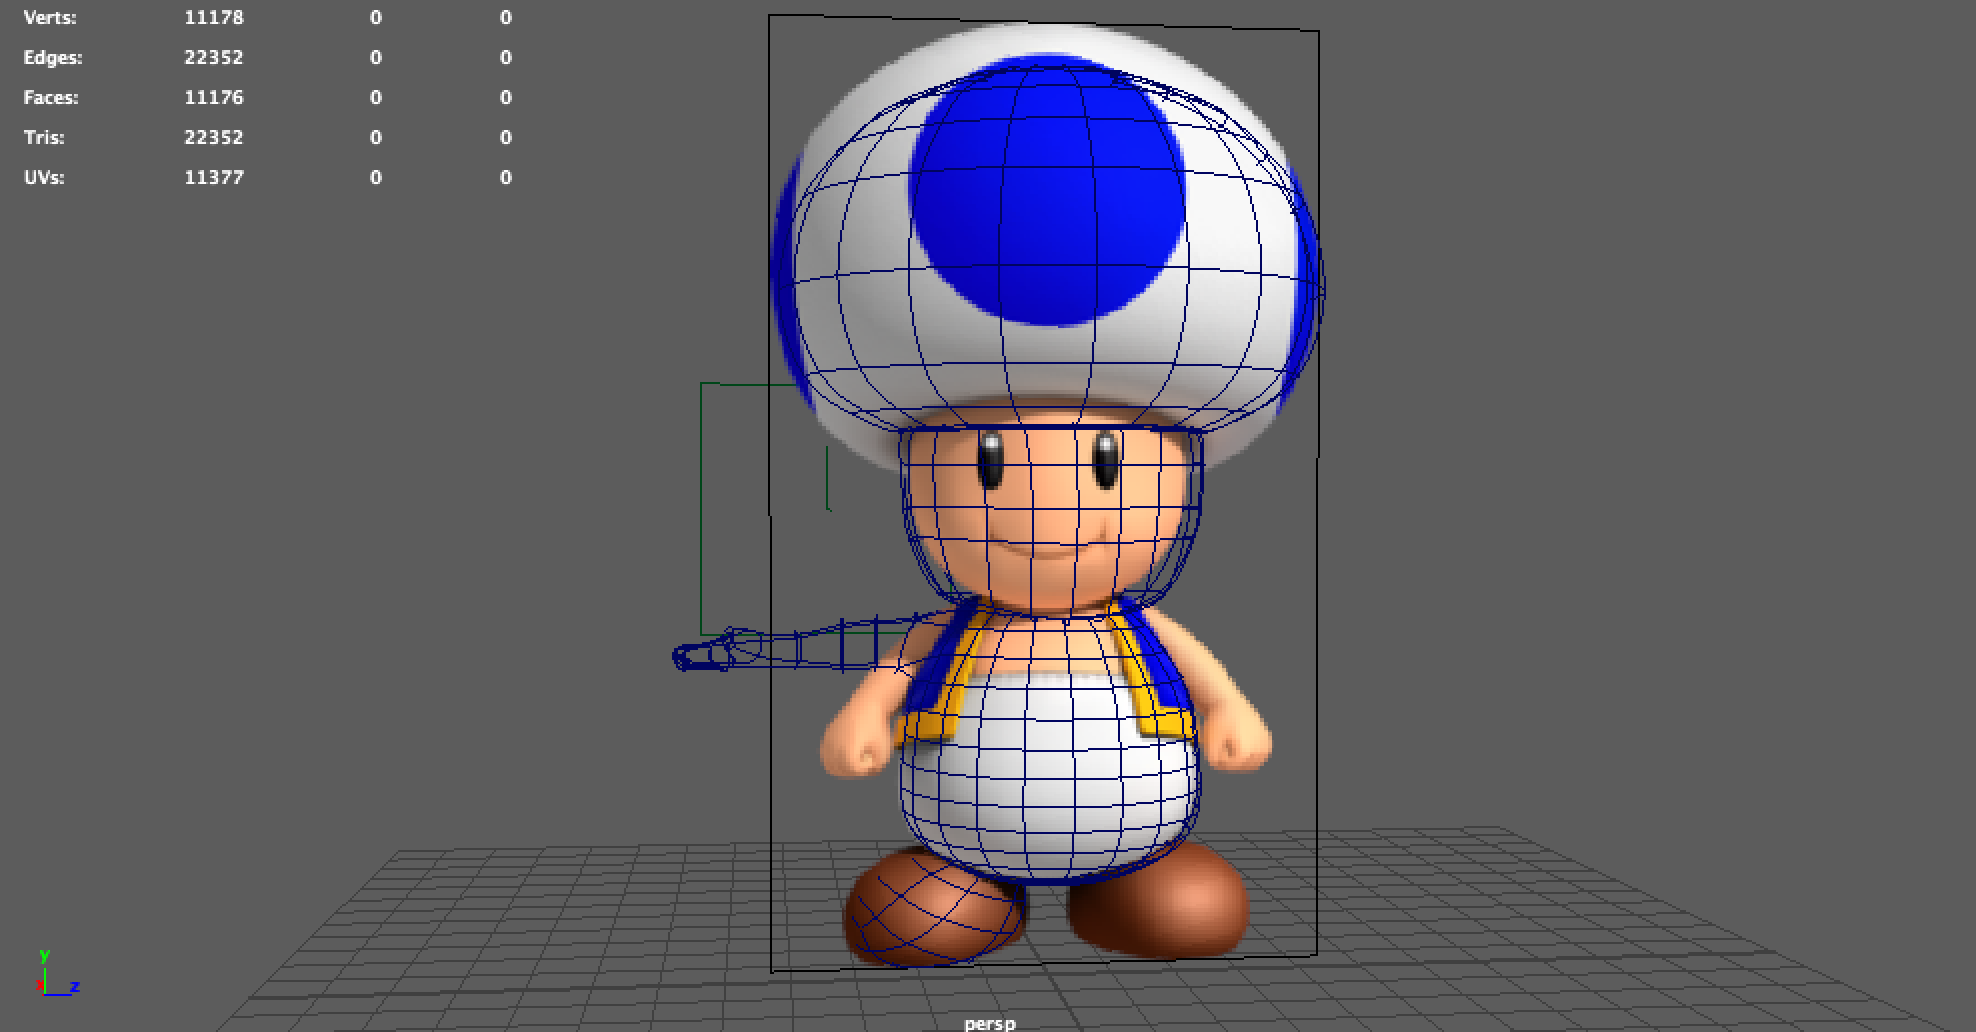 Verts: 11178 0 0
Edges: 22352 0 0
Faces: 11176 0 0
Tris: 22352 0 0
UVs: 11377 0 0
y
x z
persp